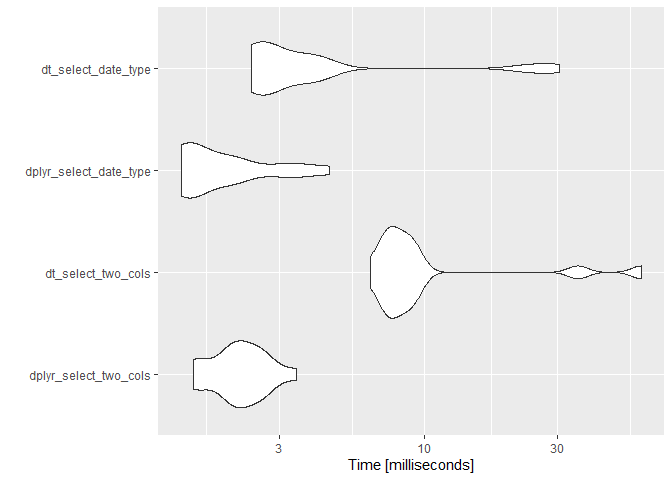 dt_select_date_type
dplyr_select_date_type
dt_select_two_cols
dplyr_select_two_cols
3 10 30
Time [milliseconds]